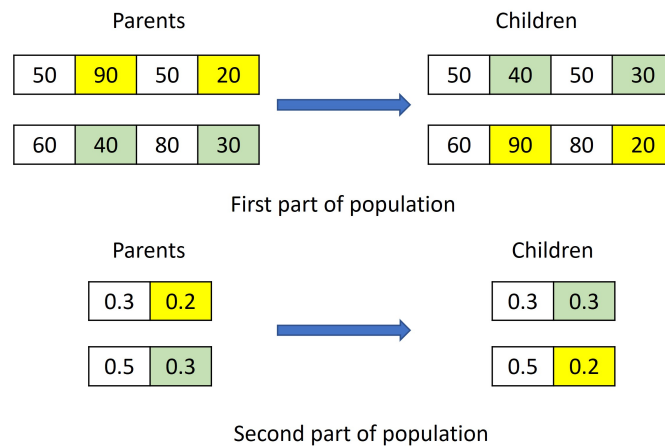 Parents Children
50 90 50 20 50 40 50 30
60 40 80 30 60 90 80 20
First part of population
Parents Children
0.3 0.2 0.3 0.3
0.5 0.3 0.5 0.2
Second part of population